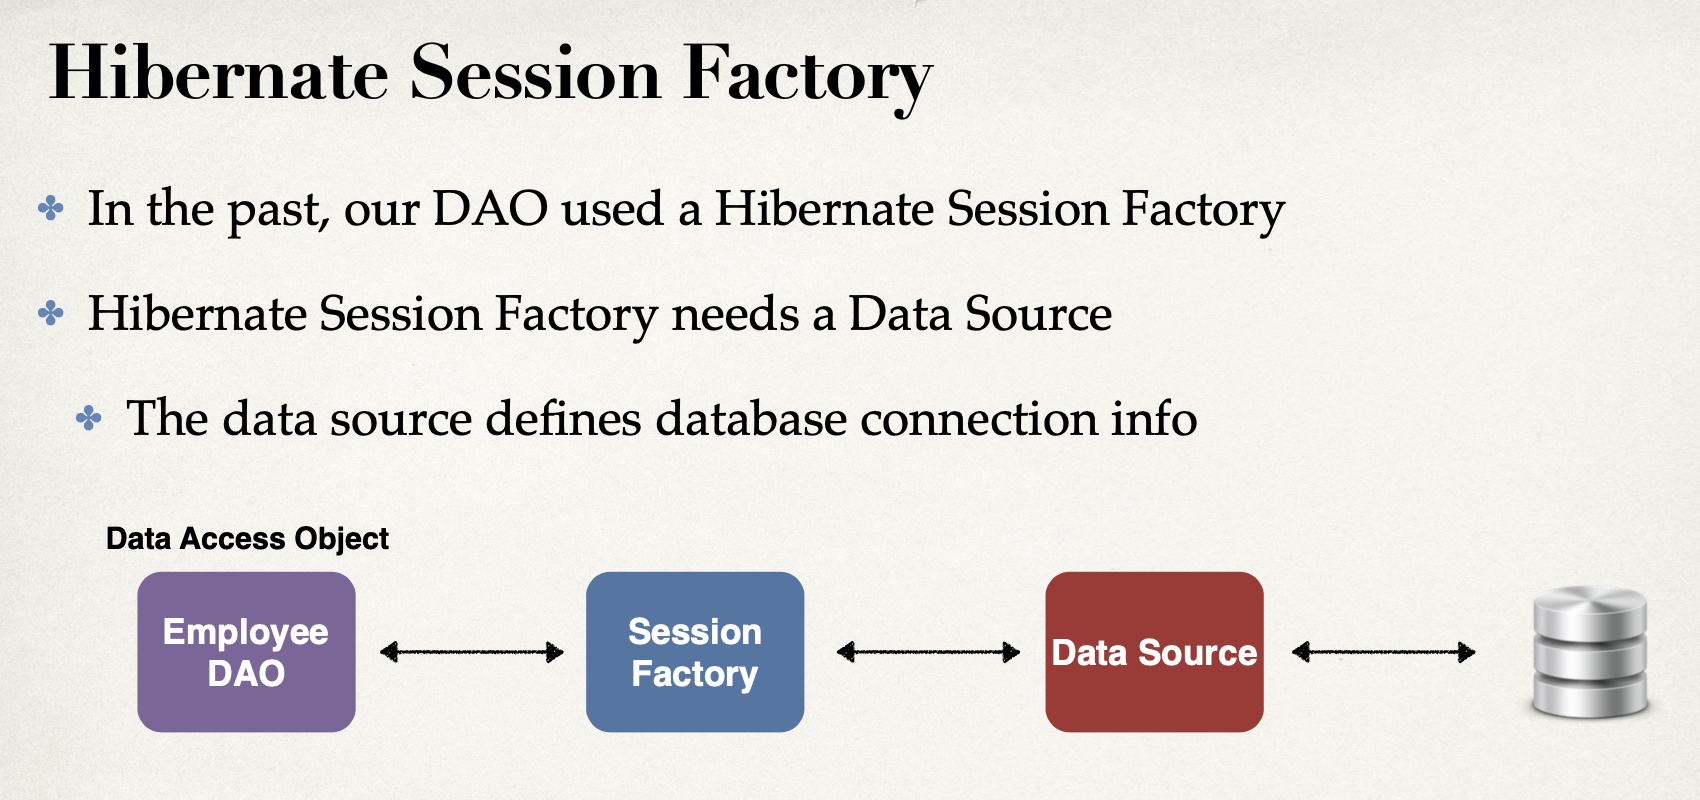 Hibernate Session Factory
In the past, our DAO used a Hibernate Session Factory
Hibernate Session Factory needs a Data Source
The data source defines database connection info
Data Access Object
Employee
DAO
Session
Factory
Data Source